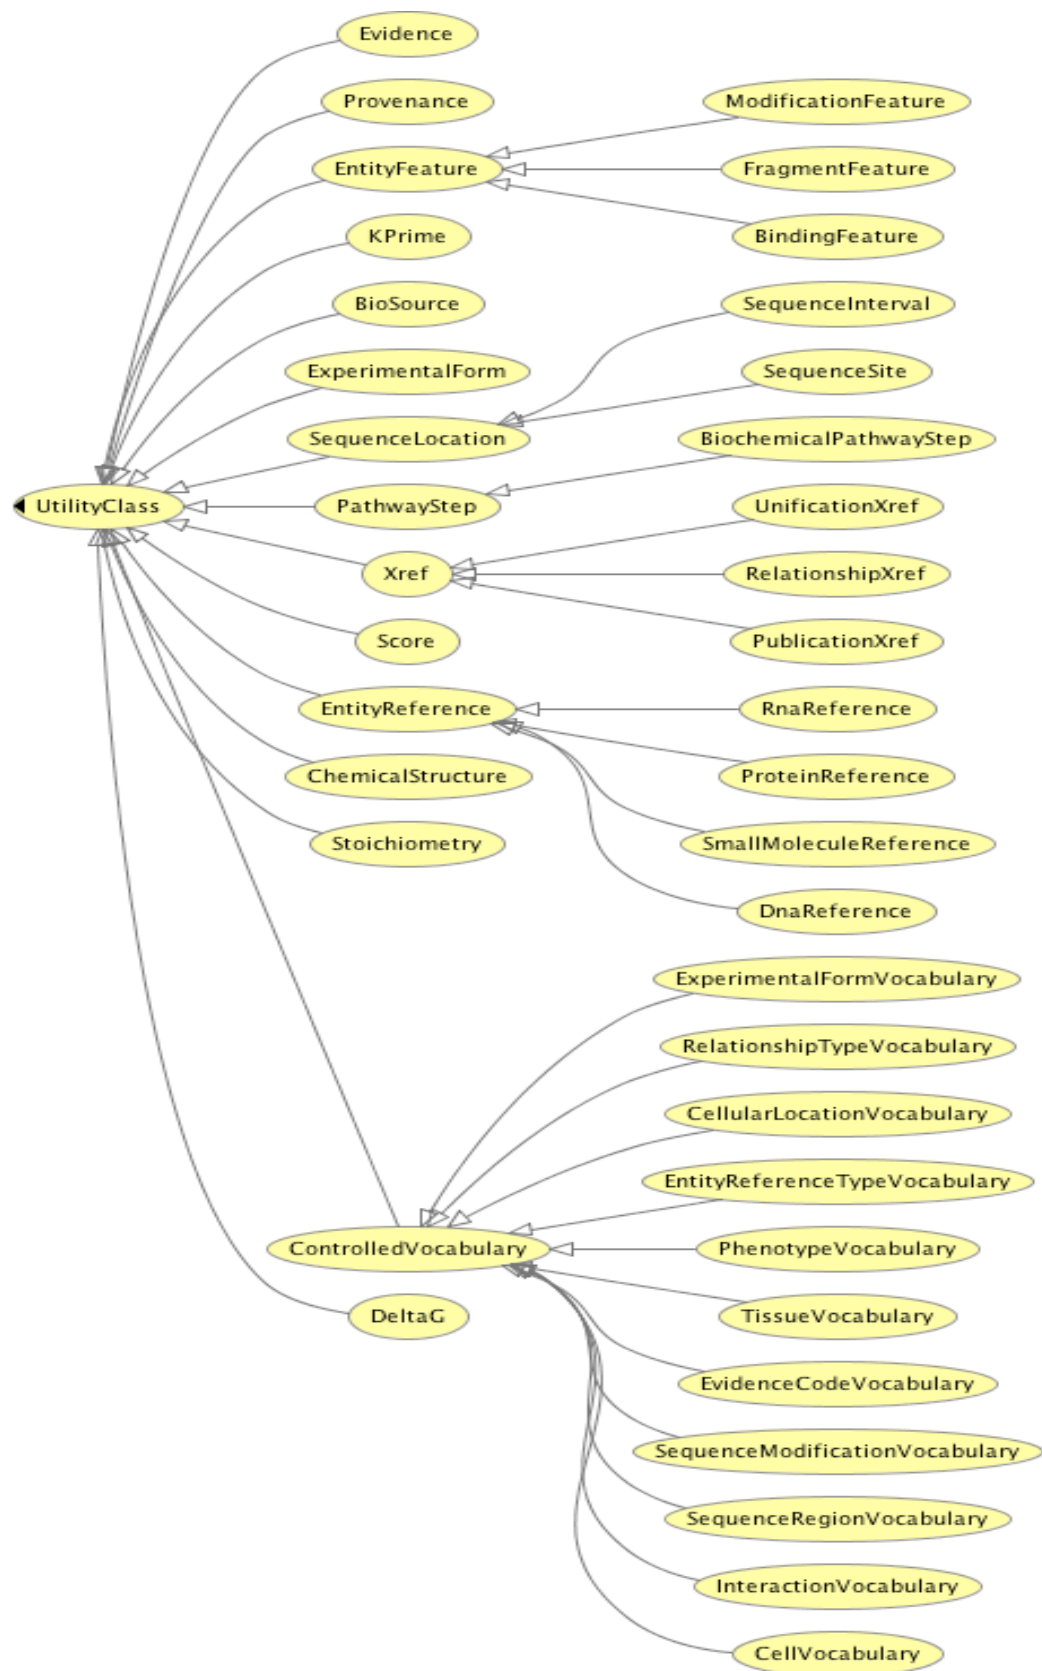 Evidence
Provenance
ModificationFeature
EntityFeature
FragmentFeature
KPrime
BindingFeature
BioSource
SequenceInterval
ExperimentalForm
SequenceSite
SequenceLocation
BiochemicalPathwayStep
UtilityClass
PathwayStep
UnificationXref
Xref
RelationshipXref
Score
PublicationXref
EntityReference
RnaReference
ChemicalStructure
ProteinReference
Stoichiometry
SmallMoleculeReference
DnaReference
ExperimentalFormVocabulary
RelationshipTypeVocabulary
CellularLocationVocabulary
EntityReferenceTypeVocabulary
ControlledVocabulary
PhenotypeVocabulary
DeltaG
TissueVocabulary
EvidenceCodeVocabulary
SequenceModificationVocabulary
SequenceRegionVocabulary
InteractionVocabulary
CellVocabulary